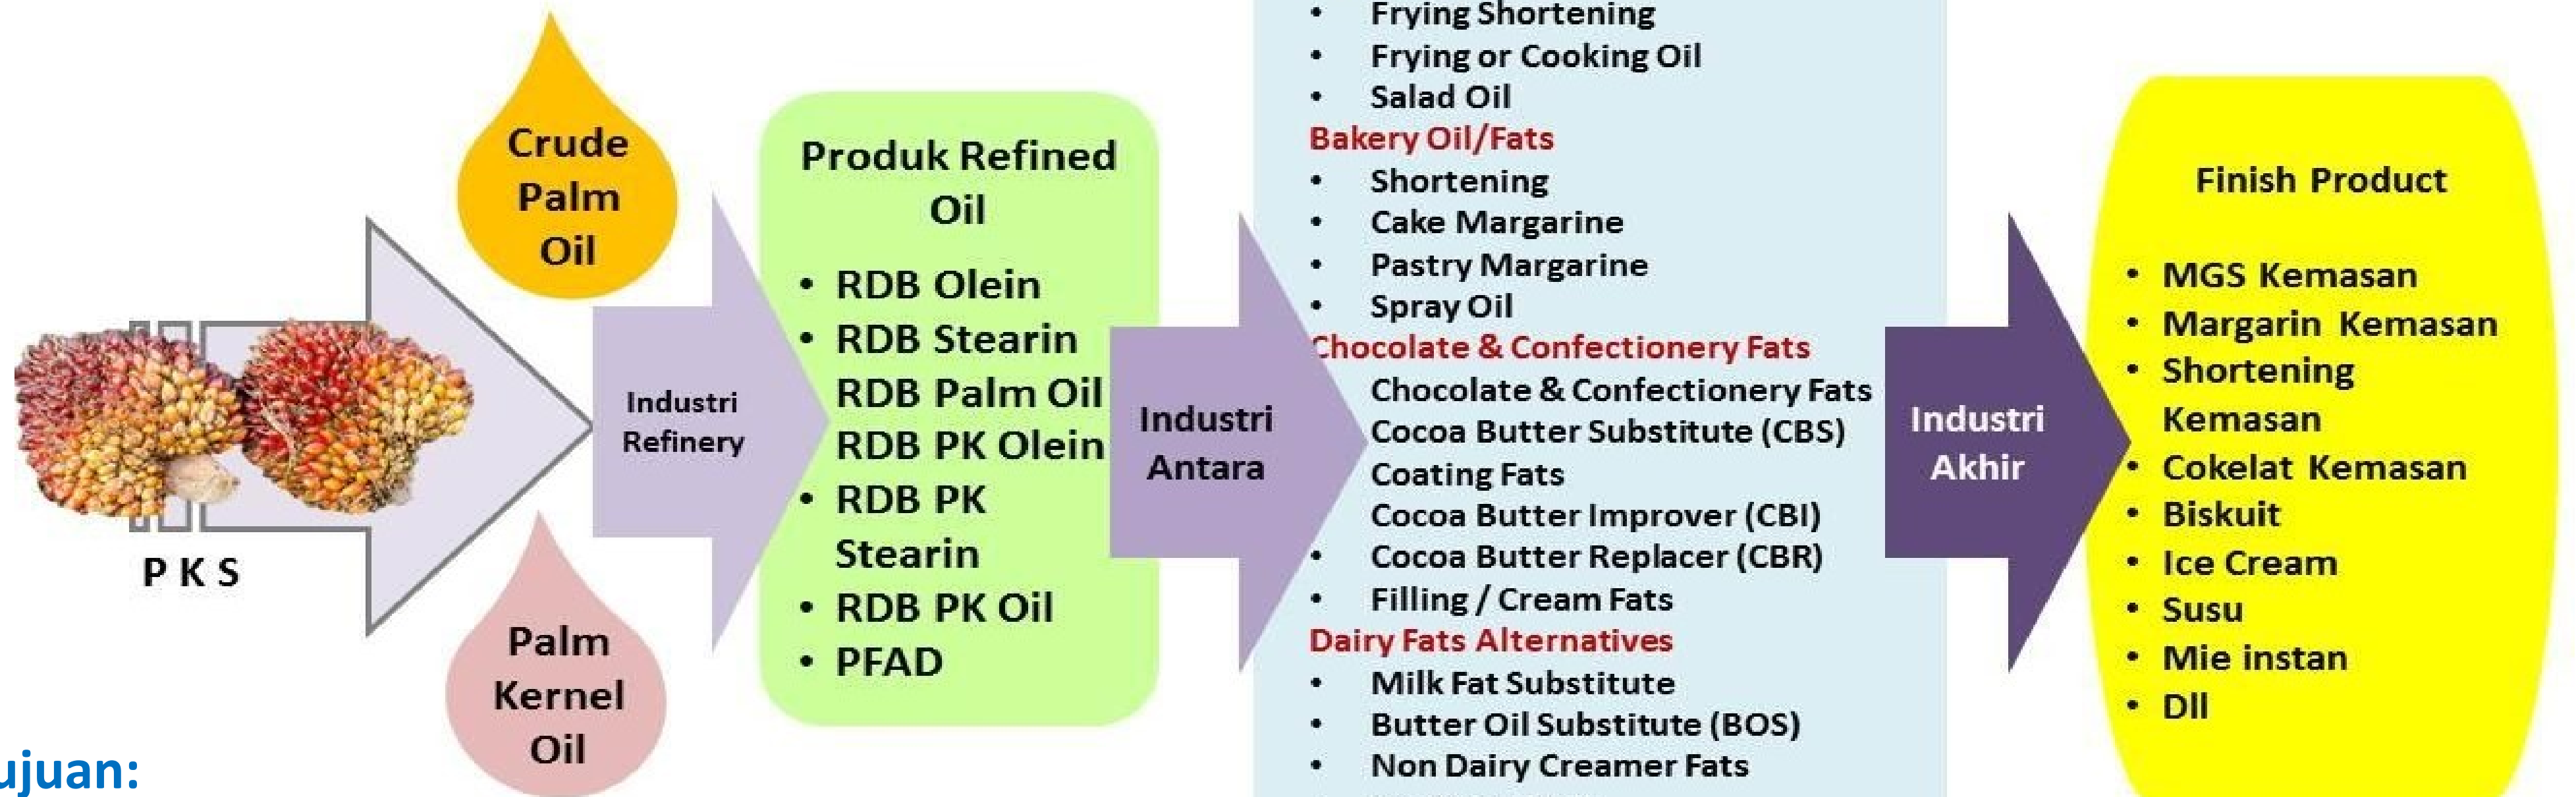 Crude
Palm
Oil
P K S
Palm
Kernel
Oil
ujuan:
Industri
Refinery
Produk Refined
Oil
• RDB Olein
• RDB Stearin
RDB Palm Oil
RDB PK Olein
• RDB PK
Stearin
• RDB PK Oil
• PFAD
Industri
Antara
• Frying Shortening
• Frying or Cooking Oil
• Salad Oil
Bakery Oil/Fats
• Shortening
• Cake Margarine
• Pastry Margarine
• Spray Oil
Chocolate & Confectionery Fats
Chocolate & Confectionery Fats
Cocoa Butter Substitute (CBS)
Coating Fats
Cocoa Butter Improver (CBI)
• Cocoa Butter Replacer (CBR)
• Filling / Cream Fats
Dairy Fats Alternatives
• Milk Fat Substitute
• Butter Oil Substitute (BOS)
• Non Dairy Creamer Fats
Industri
Akhir
Finish Product
• MGS Kemasan
• Margarin Kemasan
• Shortening
Kemasan
• Cokelat Kemasan
• Biskuit
• Ice Cream
• Susu
• Mie instan
• Dll